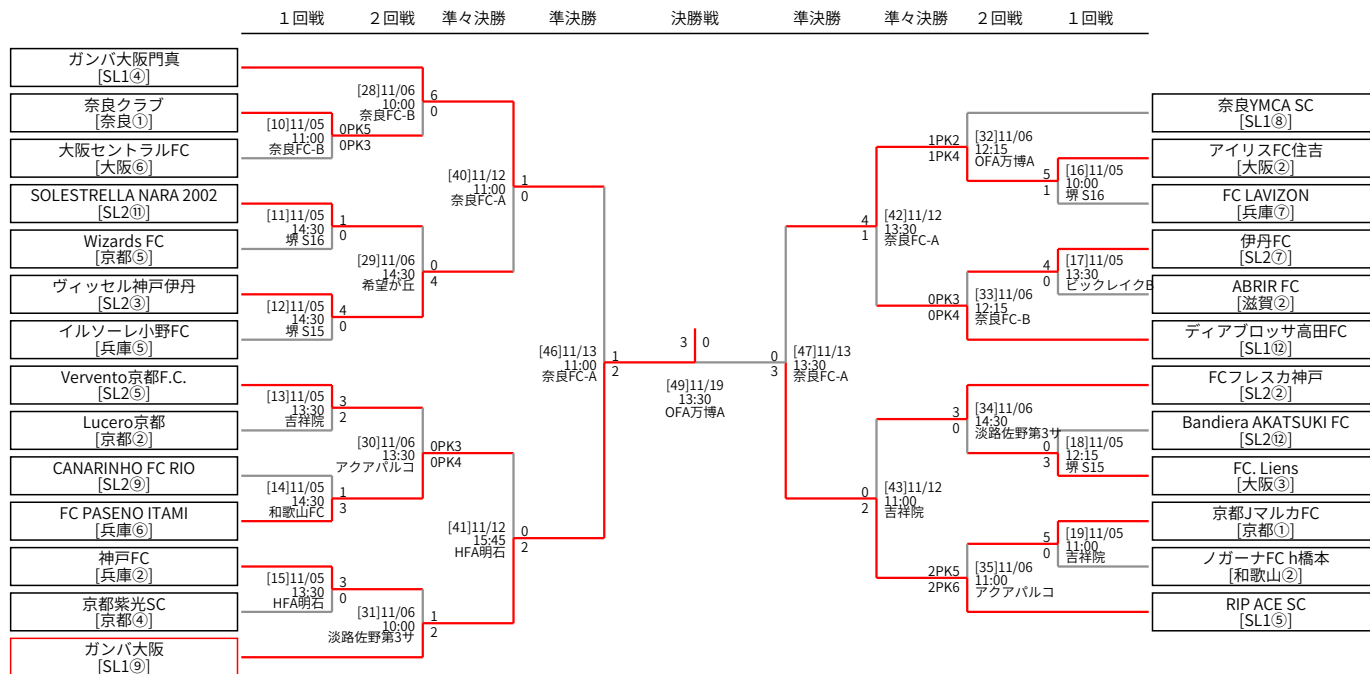 １回戦 ２回戦 準々決勝 準決勝 決勝戦 準決勝 準々決勝 ２回戦 １回戦
ガンバ大阪門真
[SL1④]
奈良クラブ
[奈良①]
大阪セントラルFC
[大阪⑥]
SOLESTRELLA NARA 2002
[SL2⑪]
Wizards FC
[京都⑤]
ヴィッセル神戸伊丹
[SL2③]
イルソーレ小野FC
[兵庫⑤]
Vervento京都F.C.
[SL2⑤]
Lucero京都
[京都②]
CANARINHO FC RIO
[SL2⑨]
FC PASENO ITAMI
[兵庫⑥]
神戸FC
[兵庫②]
京都紫光SC
[京都④]
ガンバ大阪
[SL1⑨]
[10]11/05
11:00
奈良FC-B
0PK5
0PK3
[11]11/05
14:30
堺 S16
1
0
[12]11/05
14:30
堺 S15
4
0
[13]11/05
13:30
吉祥院
3
2
[14]11/05
14:30
和歌山FC
1
3
[15]11/05
13:30
HFA明石
3
0
[28]11/06
10:00
奈良FC-B
6
0
[29]11/06
14:30
希望が丘
0
4
[30]11/06
13:30
アクアパルコ
0PK3
0PK4
[31]11/06
10:00
淡路佐野第3サ
1
2
[40]11/12
11:00
奈良FC-A
1
0
[41]11/12
15:45
HFA明石
0
2
[46]11/13
11:00
奈良FC-A
1
2
3
0
[49]11/19
13:30
OFA万博A
0
3
[47]11/13
13:30
奈良FC-A
4
1
[42]11/12
13:30
奈良FC-A
0
2
[43]11/12
11:00
吉祥院
1PK2
1PK4
[32]11/06
12:15
OFA万博A
0PK3
0PK4
[33]11/06
12:15
奈良FC-B
3
0
[34]11/06
14:30
淡路佐野第3サ
2PK5
2PK6
[35]11/06
11:00
アクアパルコ
5
1
[16]11/05
10:00
堺 S16
4
0
[17]11/05
13:30
ビックレイクB
0
3
[18]11/05
12:15
堺 S15
5
0
[19]11/05
11:00
吉祥院
奈良YMCA SC
[SL1⑧]
アイリスFC住吉
[大阪②]
FC LAVIZON
[兵庫⑦]
伊丹FC
[SL2⑦]
ABRIR FC
[滋賀②]
ディアブロッサ高田FC
[SL1⑫]
FCフレスカ神戸
[SL2②]
Bandiera AKATSUKI FC
[SL2⑫]
FC. Liens
[大阪③]
京都JマルカFC
[京都①]
ノガーナFC h橋本
[和歌山②]
RIP ACE SC
[SL1⑤]